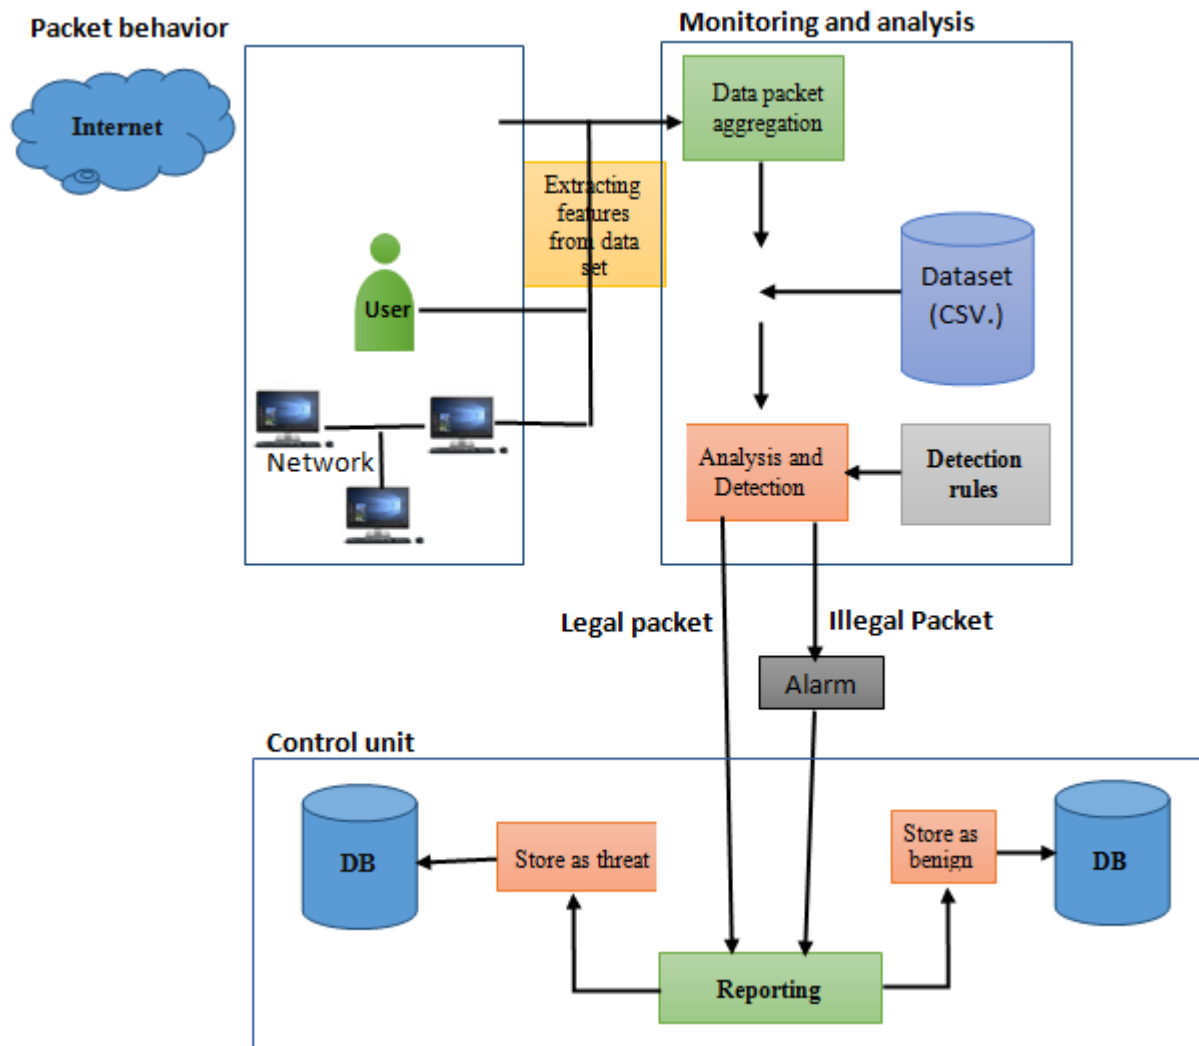 Packet behavior
Monitoring and analysis
Internet
Data packet
aggregation
Extracting
features
from data
set
User
Dataset
(CSV.)
Network
Analysis and
Detection
Detection
rules
Legal packet
Illegal Packet
Alarm
Control unit
DB
Store as threat
Store as
benign
DB
Reporting